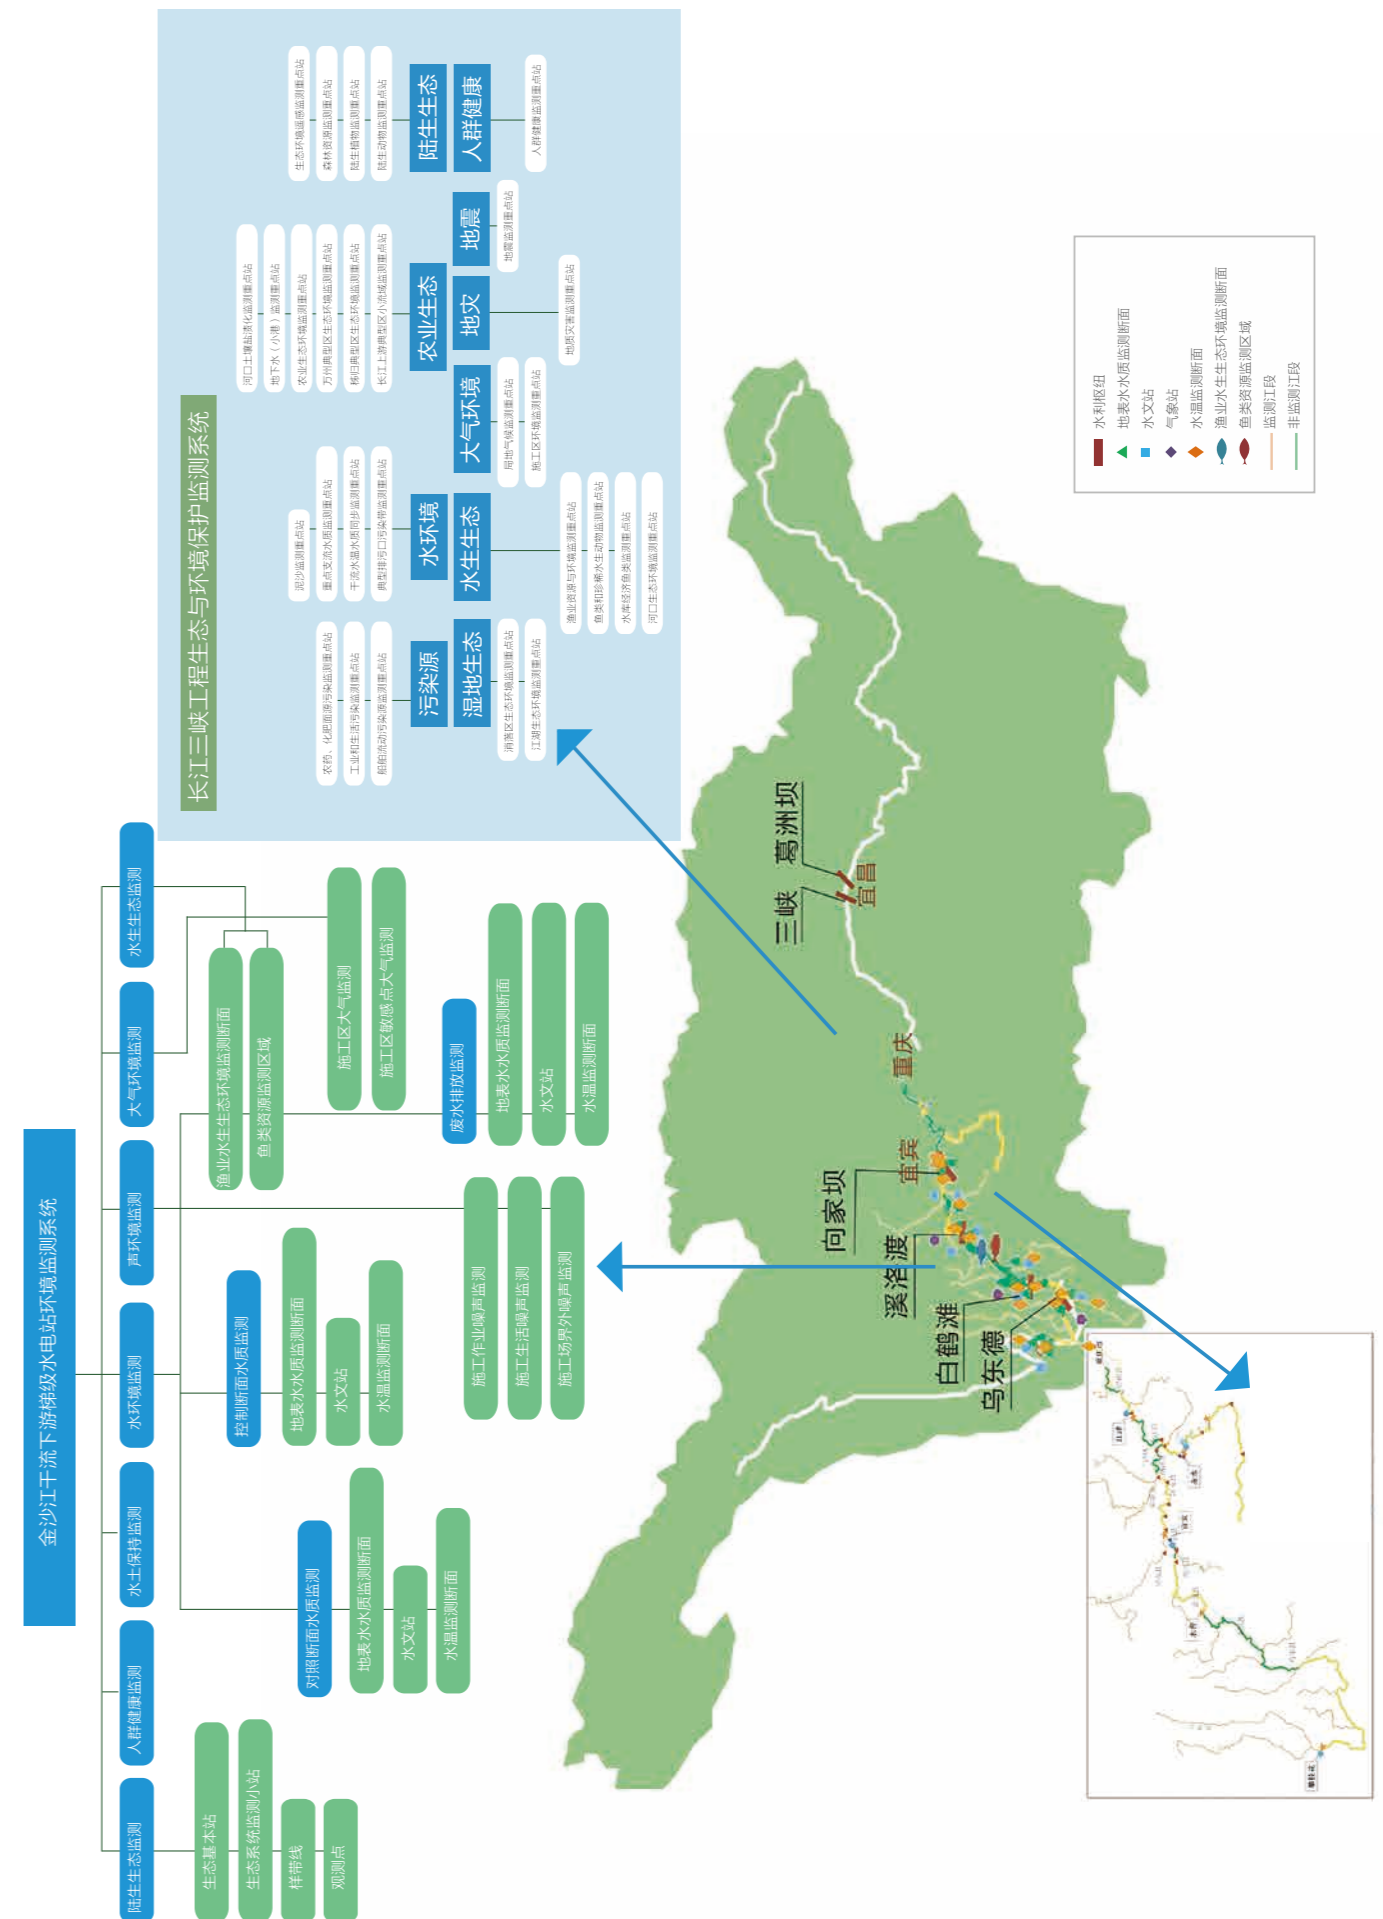 金沙江干流下游梯级水电站环境监测系统
陆生生态监测
人群健康监测
水土保持监测
水环境监测
声环境监测
大气环境监测
水生生态监测
生态基本站
生态系统监测小站
样带线
观测点
对照断面水质监测
地表水水质监测断面
水文站
水温监测断面
控制断面水质监测
地表水水质监测断面
水文站
水温监测断面
废水排放监测
地表水水质监测断面
水文站
水温监测断面
施工作业噪声监测
施工生活噪声监测
施工场界外噪声监测
施工区大气监测
施工区敏感点大气监测
渔业水生生态环境监测断面
鱼类资源监测区域
长江三峡工程生态与环境保护监测系统
农药、化肥面源污染监测重点站
工业和生活污染监测重点站
船舶流动污染源监测重点站
污染源
湿地生态
消落区生态环境监测重点站
江湖生态环境监测重点站
泥沙监测重点站
重点支流水质监测重点站
干流水温水质同步监测重点站
典型排污口污染带监测重点站
水环境
水生生态
渔业资源与环境监测重点站
鱼类和珍稀水生动物监测重点站
水库经济鱼类监测重点站
河口生态环境监测重点站
大气环境
局地气候监测重点站
施工区环境监测重点站
河口土壤盐渍化监测重点站
地下水（小港）监测重点站
农业生态环境监测重点站
万州典型区生态环境监测重点站
秭归典型区生态环境监测重点站
长江上游典型区小流域监测重点站
农业生态
地灾
地质灾害监测重点站
地震
地震监测重点站
生态环境遥感监测重点站
森林资源监测重点站
陆生植物监测重点站
陆生动物监测重点站
陆生生态
人群健康
人群健康监测重点站
三峡
葛洲坝
宜昌
重庆
宜宾
向家坝
溪洛渡
白鹤滩
乌东德
水利枢纽
地表水水质监测断面
水文站
气象站
水温监测断面
渔业水生生态环境监测断面
鱼类资源监测区域
监测江段
非监测江段
攀枝花